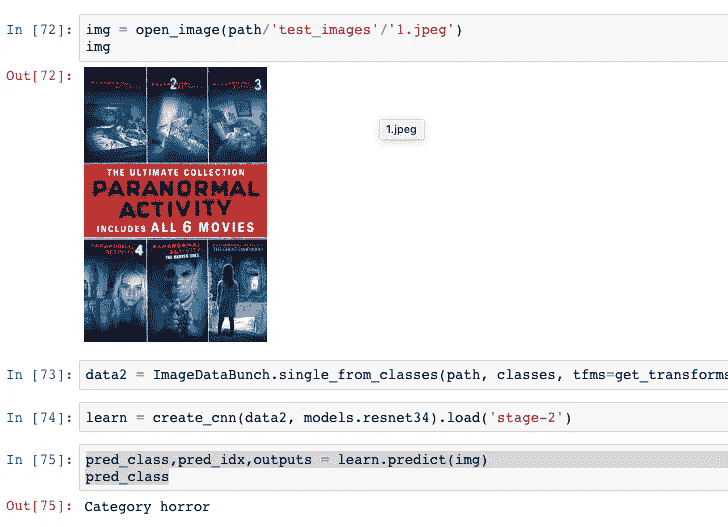 In [72]: img = open_image(path/'test_images'/'1.jpeg')
img
Out[72]:
2
3
1.jpeg
THE ULTIMATE COLLECTION
PARANORMAL
ACTIVITY
INCLUDES ALL 6 MOVIES
4
In [73]: data2 = ImageDataBunch.single_from_classes(path, classes, tfms=get_transforms
In [74]: learn = create_cnn(data2, models.resnet34).load('stage-2')
In [75]: pred_class,pred_idx,outputs = learn.predict(img)
pred_class
Out[75]: Category horror